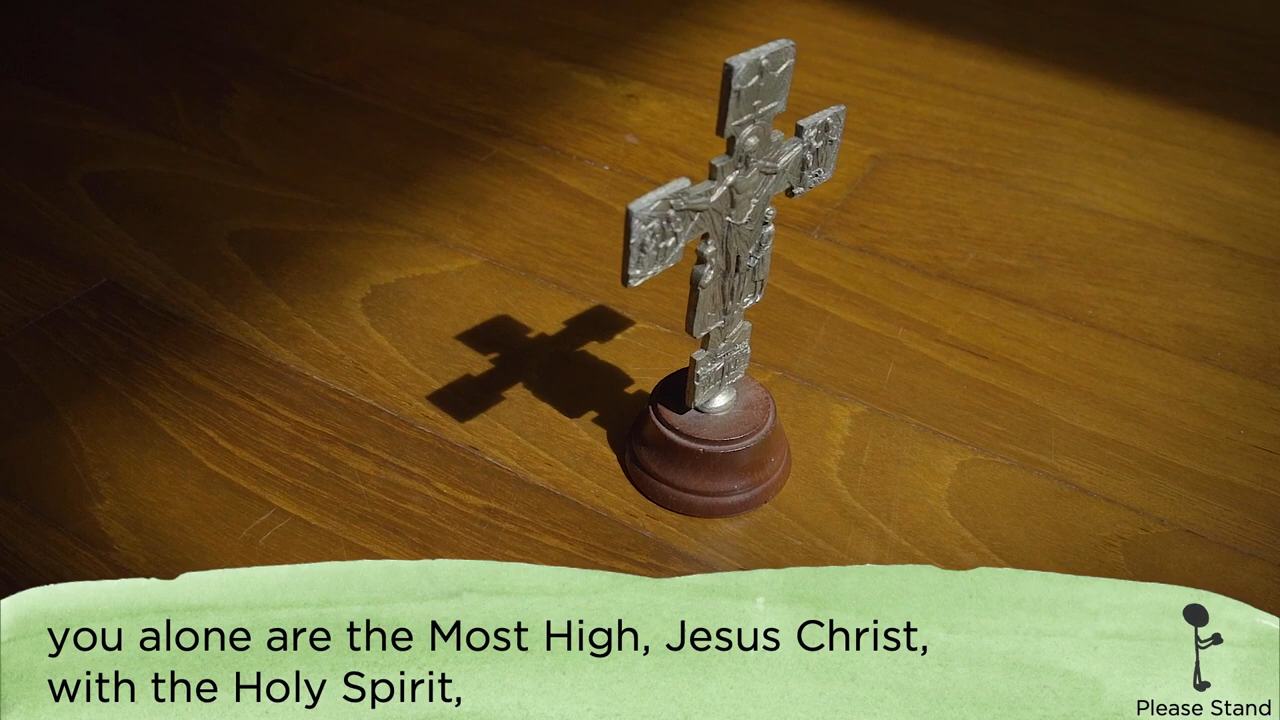 you alone are the Most High, Jesus Christ,
with the Holy Spirit,
Please Stand